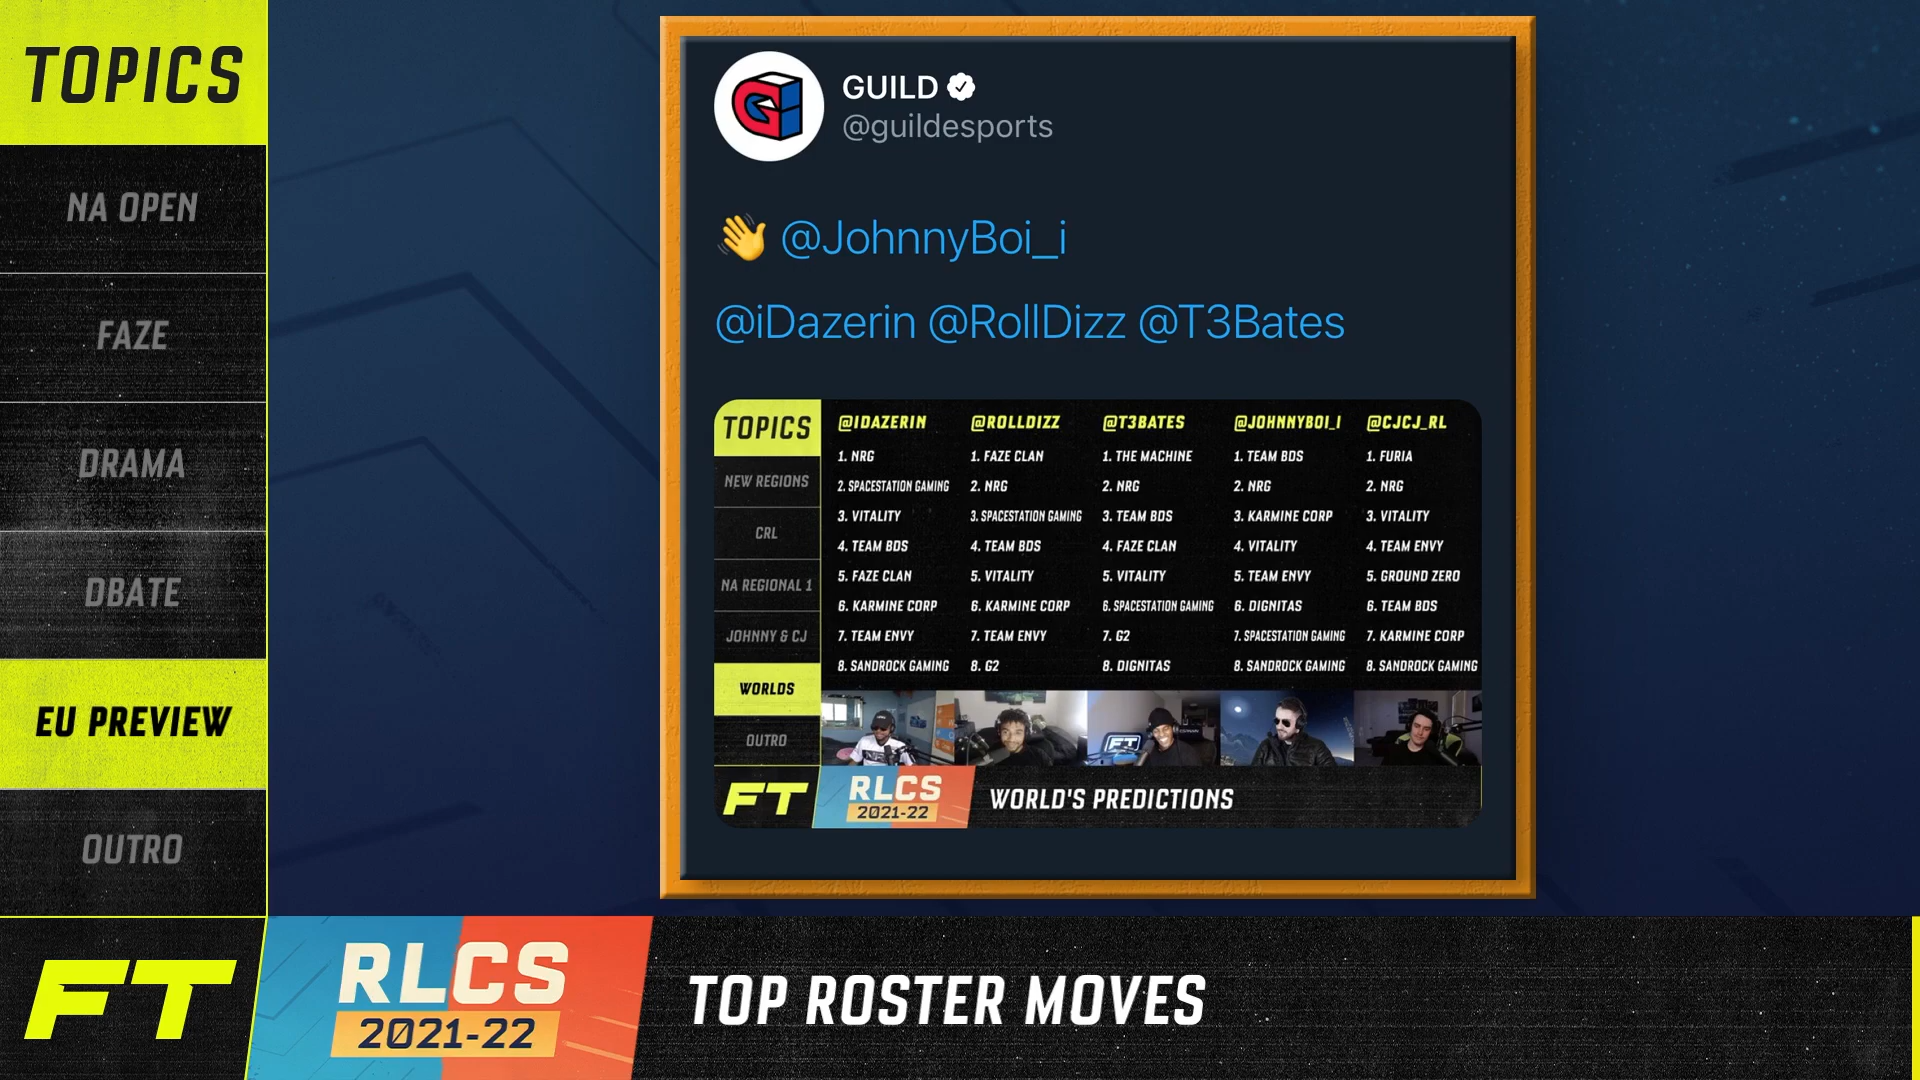 TOPICS
NA OPEN
FAZE
DRAMA
DBATE
EU PREVIEW
OUTRO
GUILD
@guildesports
👋 @JohnnyBoi_i
@iDazerin @RollDizz @T3Bates
TOPICS
NEW REGIONS
CRL
NA REGIONAL 1
JOHNNY & CJ
WORLDS
OUTRO
@IDAZERIN
1. NRG
2. SPACESTATION GAMING
3. VITALITY
4. TEAM BDS
5. FAZE CLAN
6. KARMINE CORP
7. TEAM ENVY
8. SANDROCK GAMING
@ROLLDIZZ
1. FAZE CLAN
2. NRG
3. SPACESTATION GAMING
4. TEAM BDS
5. VITALITY
6. KARMINE CORP
7. TEAM ENVY
8. G2
@T3BATES
1. THE MACHINE
2. NRG
3. TEAM BDS
4. FAZE CLAN
5. VITALITY
6. SPACESTATION GAMING
7. G2
8. DIGNITAS
@JOHNNYBOI_I
1. TEAM BDS
2. NRG
3. KARMINE CORP
4. VITALITY
5. TEAM ENVY
6. DIGNITAS
7. SPACESTATION GAMING
8. SANDROCK GAMING
@CJCJ_RL
1. FURIA
2. NRG
3. VITALITY
4. TEAM ENVY
5. GROUND ZERO
6. TEAM BDS
7. KARMINE CORP
8. SANDROCK GAMING
FT
FT
RLCS
2021-22
WORLD'S PREDICTIONS
FT
RLCS
2021-22
TOP ROSTER MOVES